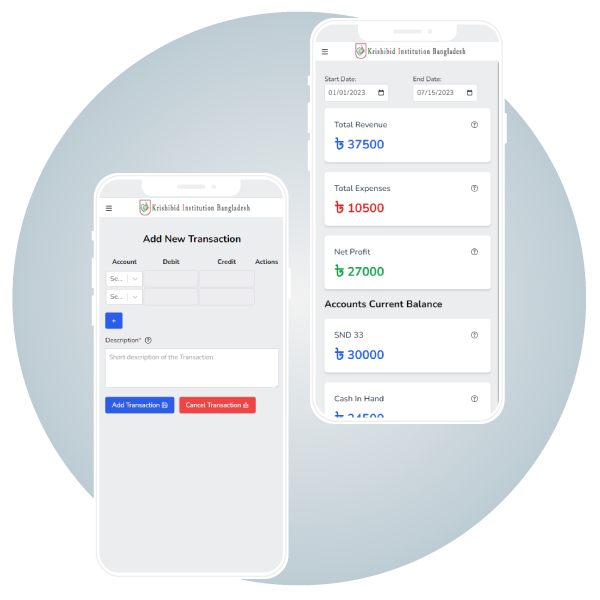 Krishibid Institution Bangladesh
Add New Transaction
Account Debit Credit Actions
Se...
Se...
+
Description*
Short description of the Transaction
Add Transaction
Cancel Transaction
Krishibid Institution Bangladesh
Start Date: End Date:
01/01/2023 07/15/2023
Total Revenue
৳ 37500
Total Expenses
৳ 10500
Net Profit
৳ 27000
Accounts Current Balance
SND 33
৳ 30000
Cash In Hand